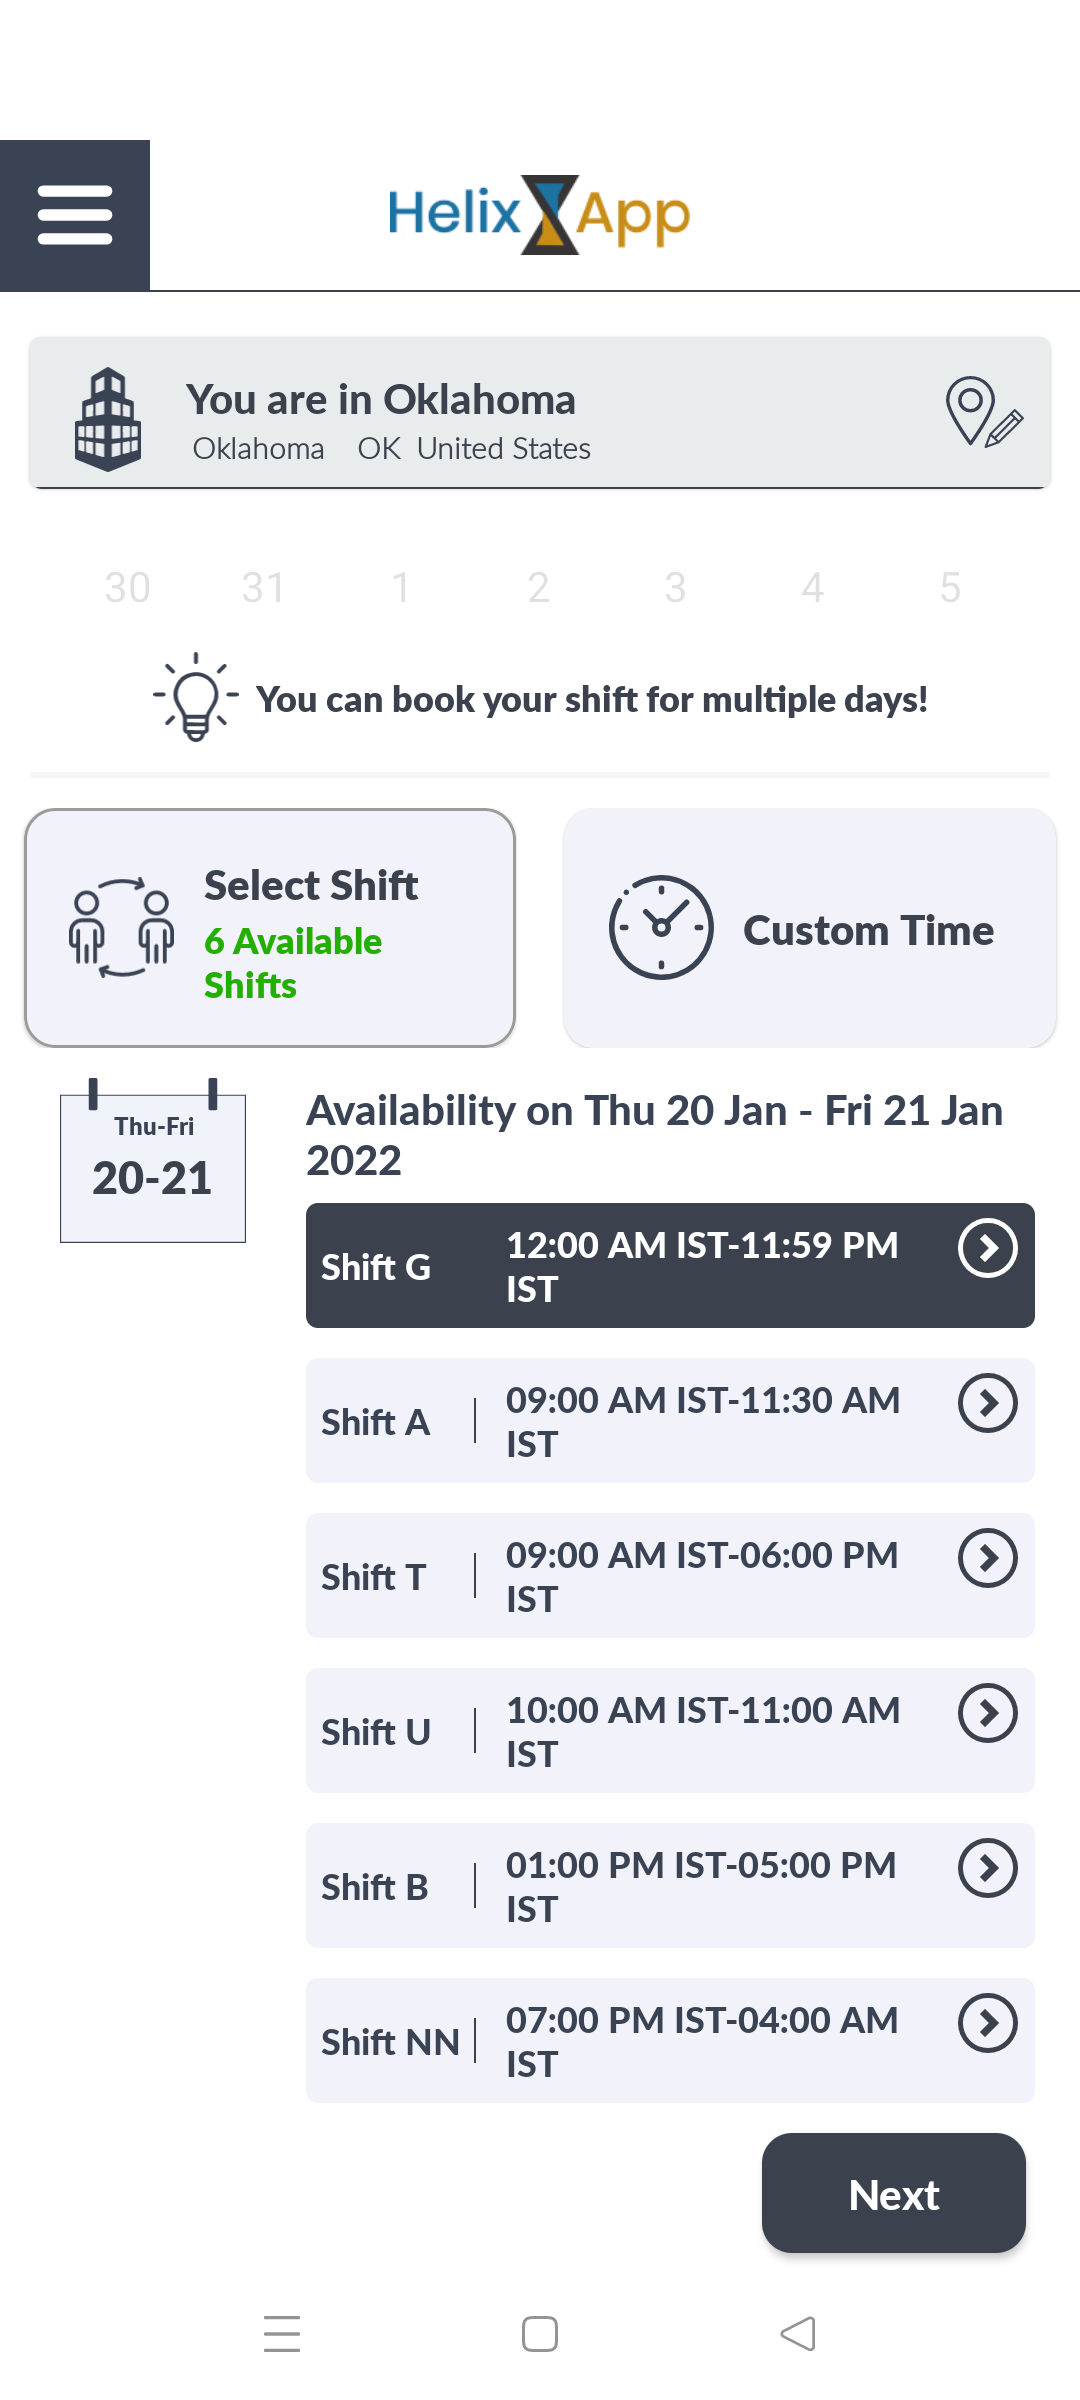 Helix App
You are in Oklahoma
Oklahoma OK United States
30 31 1 2 3 4 5
You can book your shift for multiple days!
Select Shift
6 Available
Shifts
Custom Time
Thu-Fri
20-21
Availability on Thu 20 Jan - Fri 21 Jan
2022
Shift G
12:00 AM IST-11:59 PM
IST
Shift A
09:00 AM IST-11:30 AM
IST
Shift T
09:00 AM IST-06:00 PM
IST
Shift U
10:00 AM IST-11:00 AM
IST
Shift B
01:00 PM IST-05:00 PM
IST
Shift NN
07:00 PM IST-04:00 AM
IST
Next